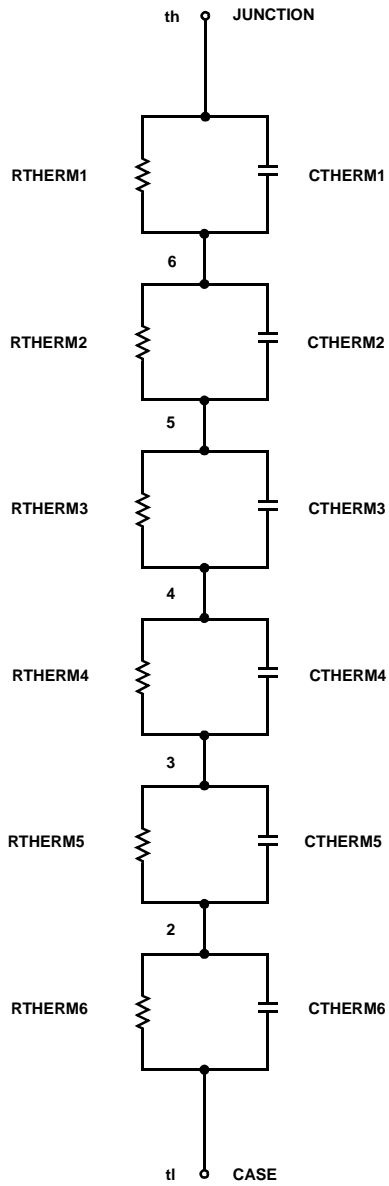 th JUNCTION
RTHERM1 CTHERM1
6
RTHERM2 CTHERM2
5
RTHERM3 CTHERM3
4
RTHERM4 CTHERM4
3
RTHERM5 CTHERM5
2
RTHERM6 CTHERM6
tl CASE